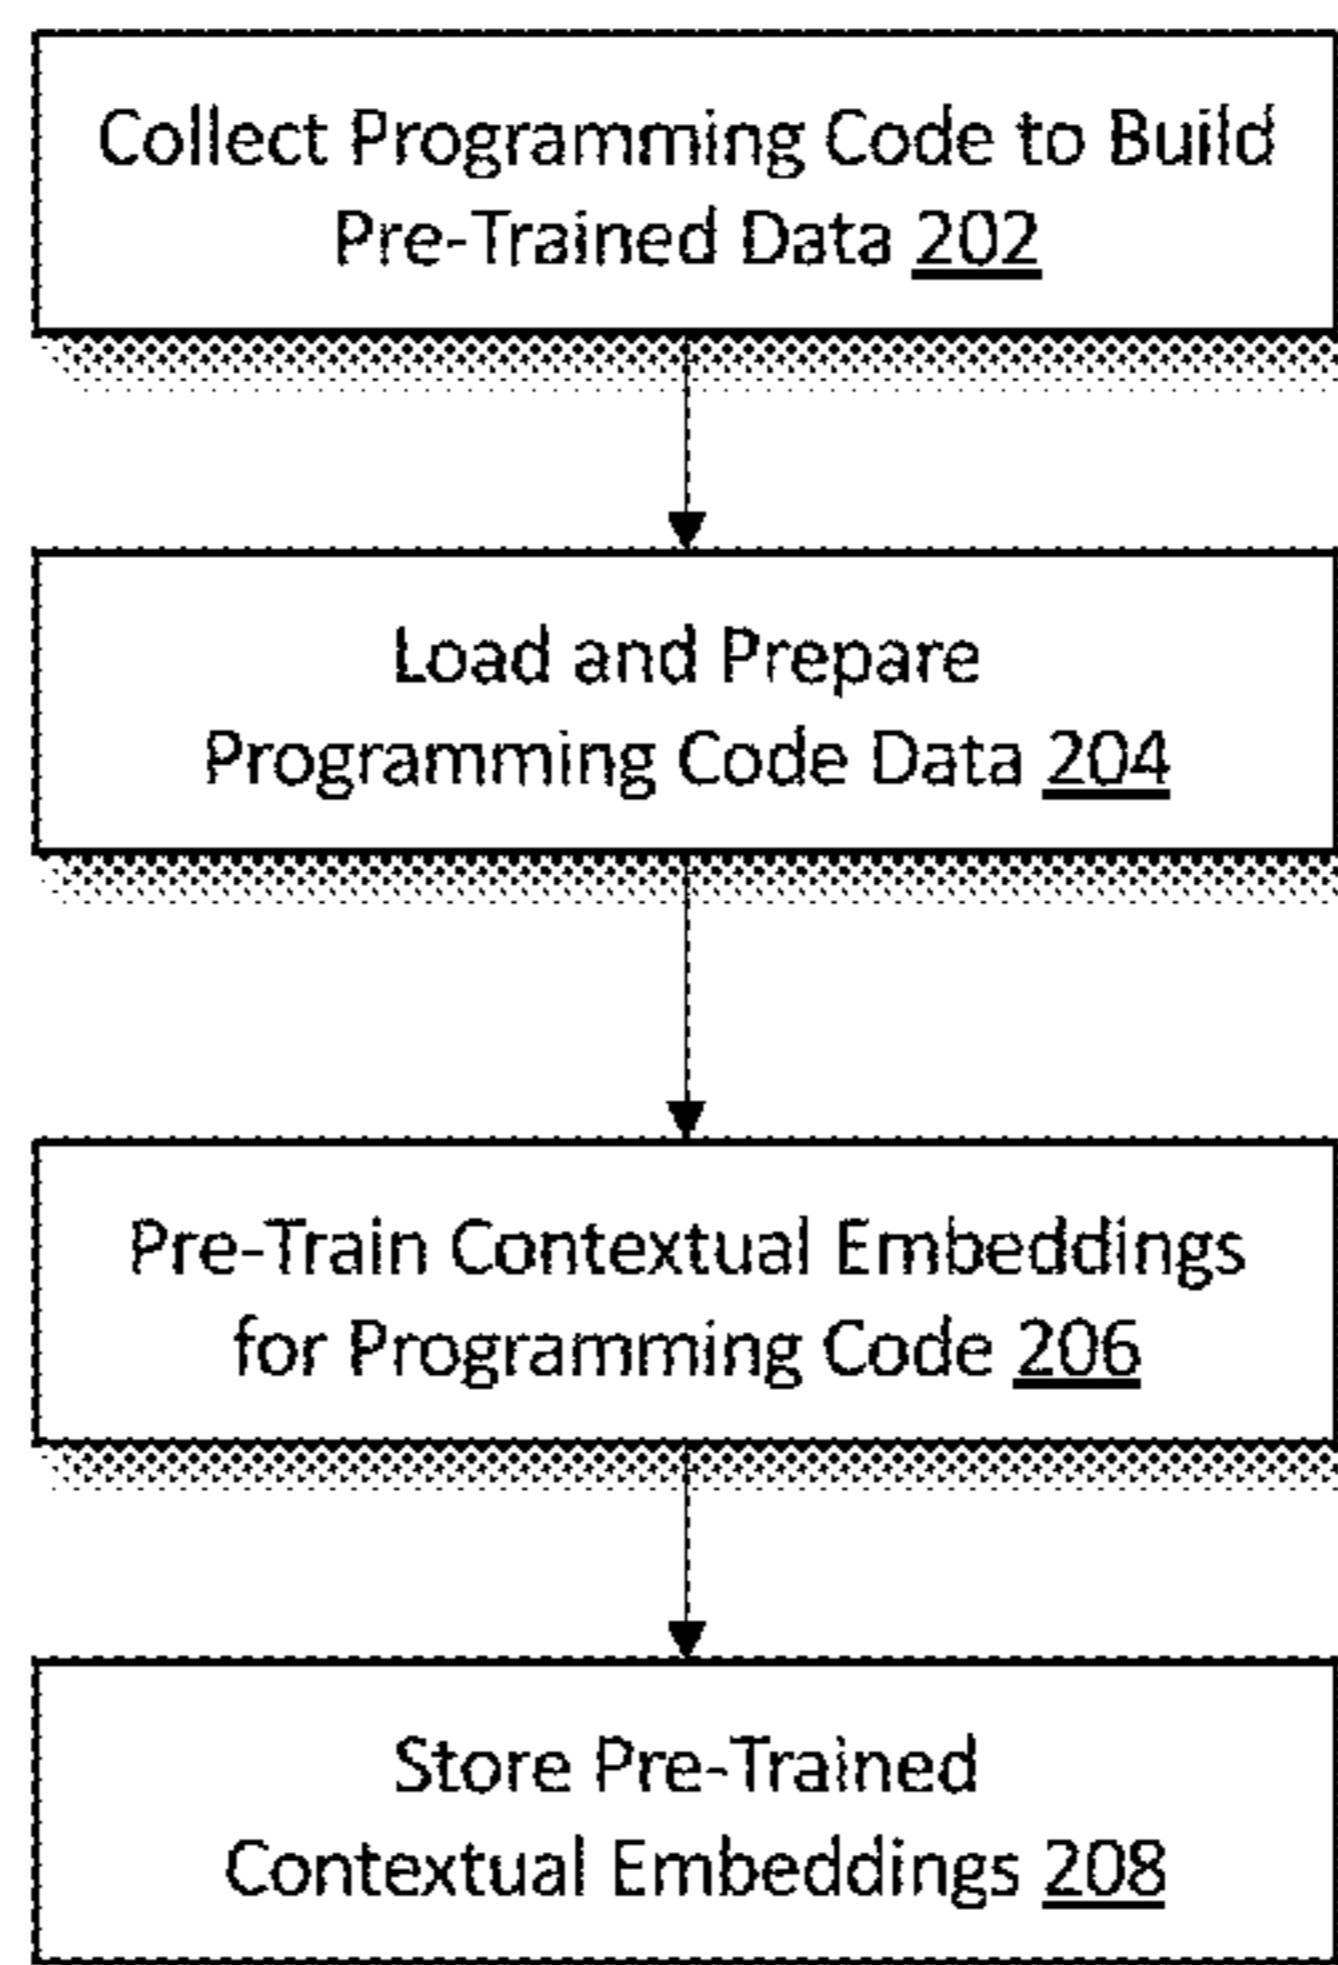 Collect Programming Code to Build
Pre-Trained Data 202
Load and Prepare
Programming Code Data 204
Pre-Train Contextual Embeddings
for Programming Code 206
Store Pre-Trained
Contextual Embeddings 208